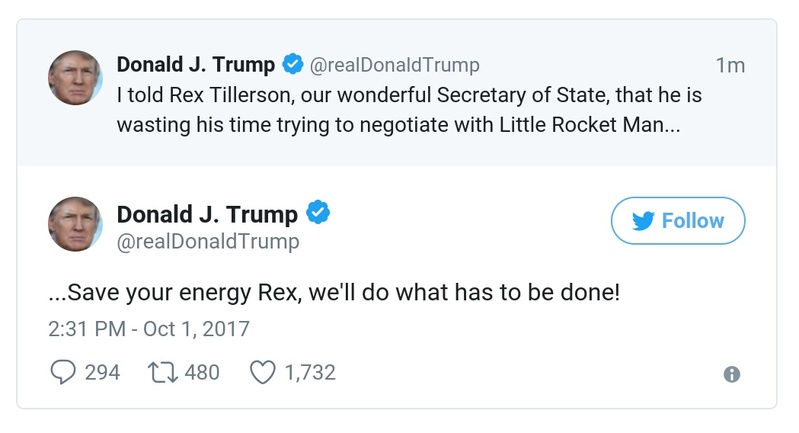 Donald J. Trump @realDonaldTrump 1m
I told Rex Tillerson, our wonderful Secretary of State, that he is
wasting his time trying to negotiate with Little Rocket Man...
Donald J. Trump
@realDonaldTrump
Follow
...Save your energy Rex, we'll do what has to be done!
2:31 PM - Oct 1, 2017
294 480 1,732